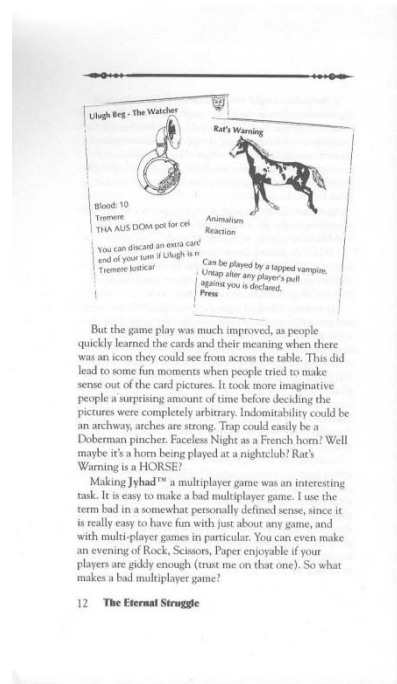 Ulugh Beg - The Watcher
Blood: 10
Tremere
THA AUS DOM pot for cel
You can discard an extra card
end of your turn if Ulugh is
Tremere Justicar
Rat's Warning
Animalism
Reaction
Can be played by a tapped vampire.
Untap after any player's pull
against you is declared.
Press
But the game play was much improved, as people
quickly learned the cards and their meaning when there
was an icon they could see from across the table. This did
lead to some fun moments when people tried to make
sense out of the card pictures. It took more imaginative
people a surprising amount of time before deciding the
pictures were completely arbitrary. Indomitability could be
an archway, arches are strong. Trap could easily be a
Doberman pincher. Faceless Night as a French horn? Well
maybe it's a horn being played at a nightclub? Rat's
Warning is a HORSE?
Making Jyhad™ a multiplayer game was an interesting
task. It is easy to make a bad multiplayer game. I use the
term bad in a somewhat personally defined sense, since it
is really easy to have fun with just about any game, and
with multi-player games in particular. You can even make
an evening of Rock, Scissors, Paper enjoyable if your
players are giddy enough (trust me on that one). So what
makes a bad multiplayer game?
12 The Eternal Struggle